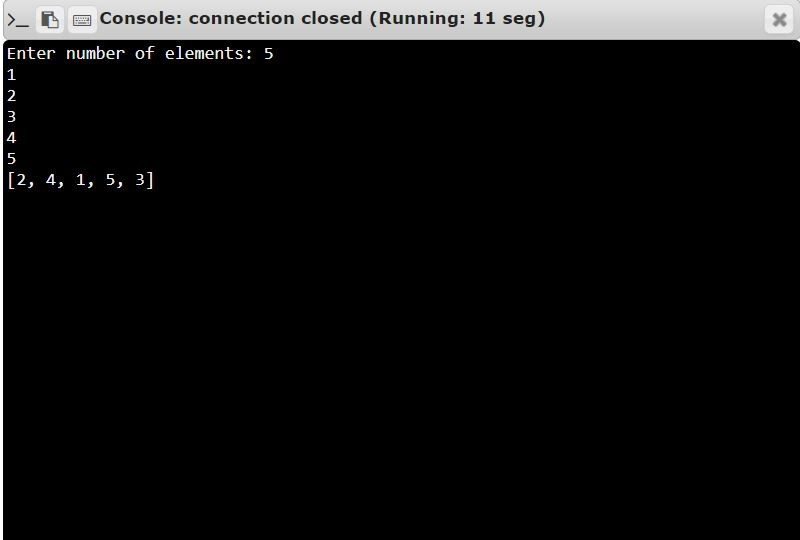 Console: connection closed (Running: 11 seg)
Enter number of elements: 5
1
2
3
4
5
[2, 4, 1, 5, 3]